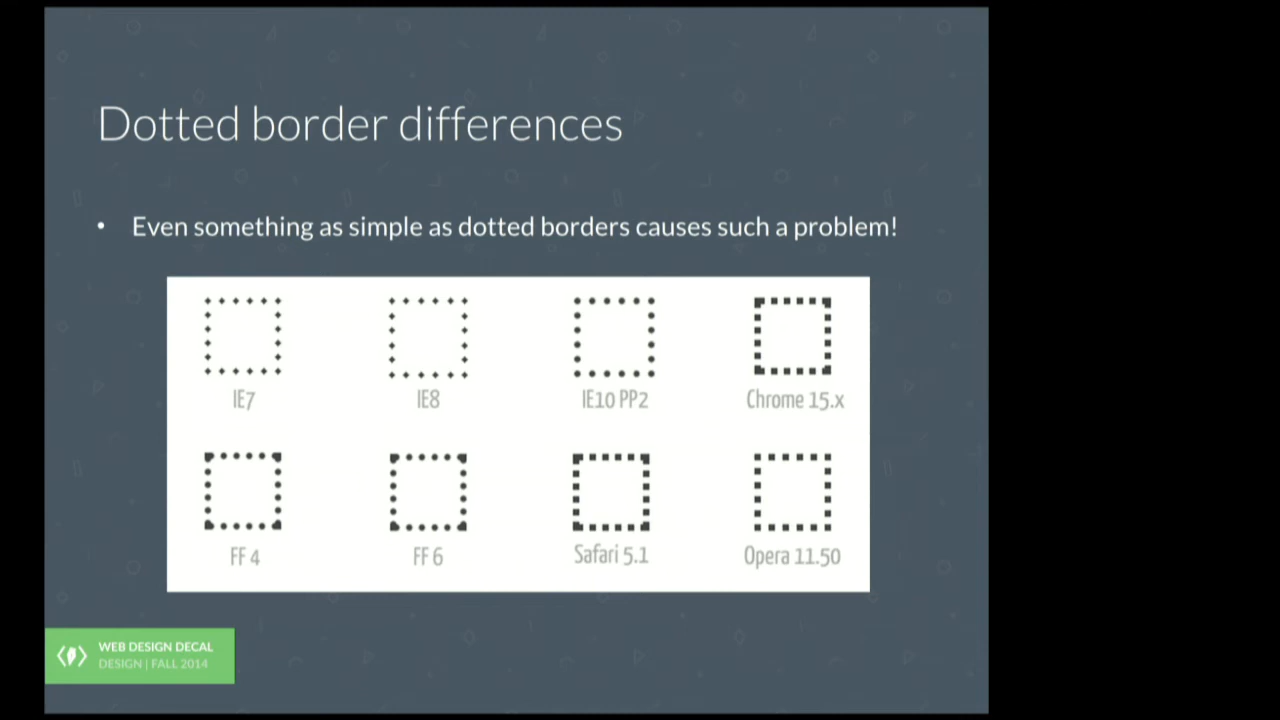 Dotted border differences
• Even something as simple as dotted borders causes such a problem!
IE7 IE8 IE10 PP2 Chrome 15.x
FF 4 FF 6 Safari 5.1 Opera 11.50
WEB DESIGN DECAL
DESIGN | FALL 2014